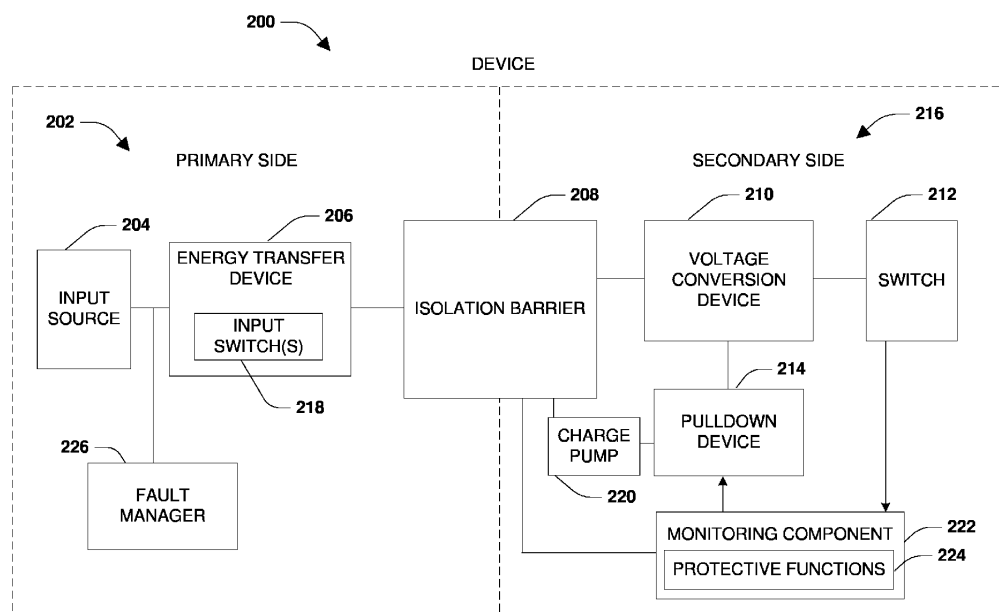 200
DEVICE
202
PRIMARY SIDE
216
SECONDARY SIDE
204
INPUT
SOURCE
206
ENERGY TRANSFER
DEVICE
INPUT
SWITCH(S)
218
208
ISOLATION BARRIER
210
VOLTAGE
CONVERSION
DEVICE
212
SWITCH
214
PULLDOWN
DEVICE
CHARGE
PUMP
220
226
FAULT
MANAGER
MONITORING COMPONENT
222
PROTECTIVE FUNCTIONS
224